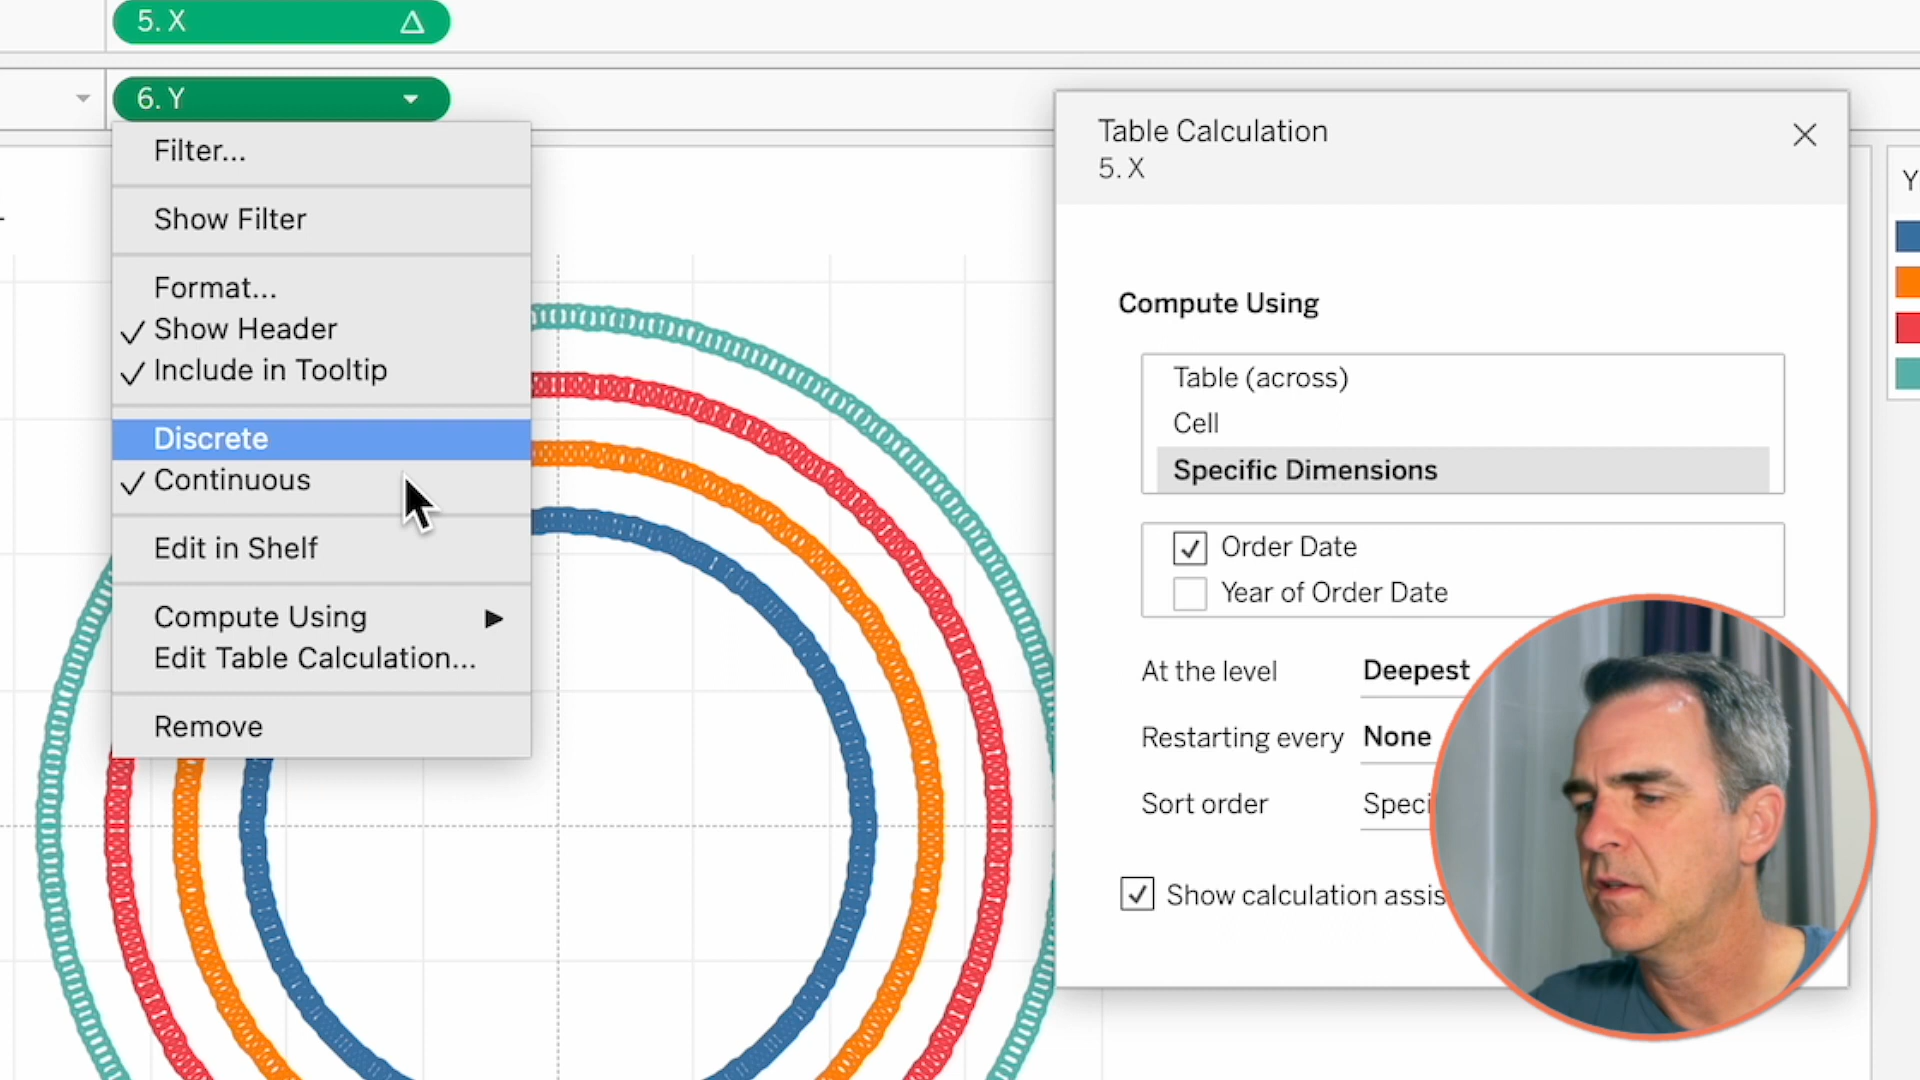 5. X
6. Y
Filter...
Show Filter
Format...
Show Header
Include in Tooltip
Discrete
Continuous
Edit in Shelf
Compute Using
Edit Table Calculation...
Remove
Table Calculation
5. X
Compute Using
Table (across)
Cell
Specific Dimensions
Order Date
Year of Order Date
At the level Deepest
Restarting every None
Sort order Speci
Show calculation assis
Y